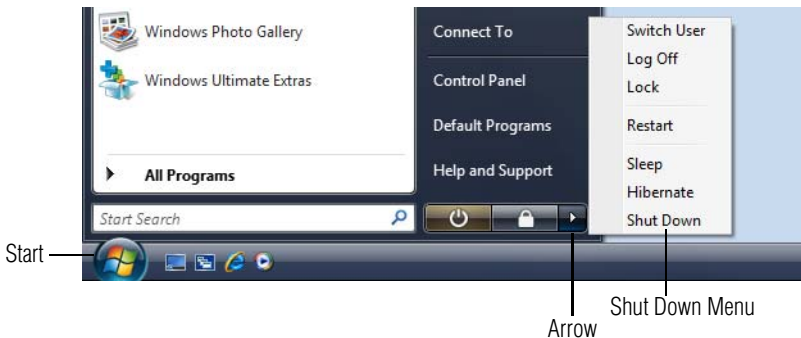 Windows Photo Gallery
Windows Ultimate Extras
All Programs
Start Search
Connect To
Control Panel
Default Programs
Help and Support
Switch User
Log Off
Lock
Restart
Sleep
Hibernate
Shut Down
Start
Shut Down Menu
Arrow